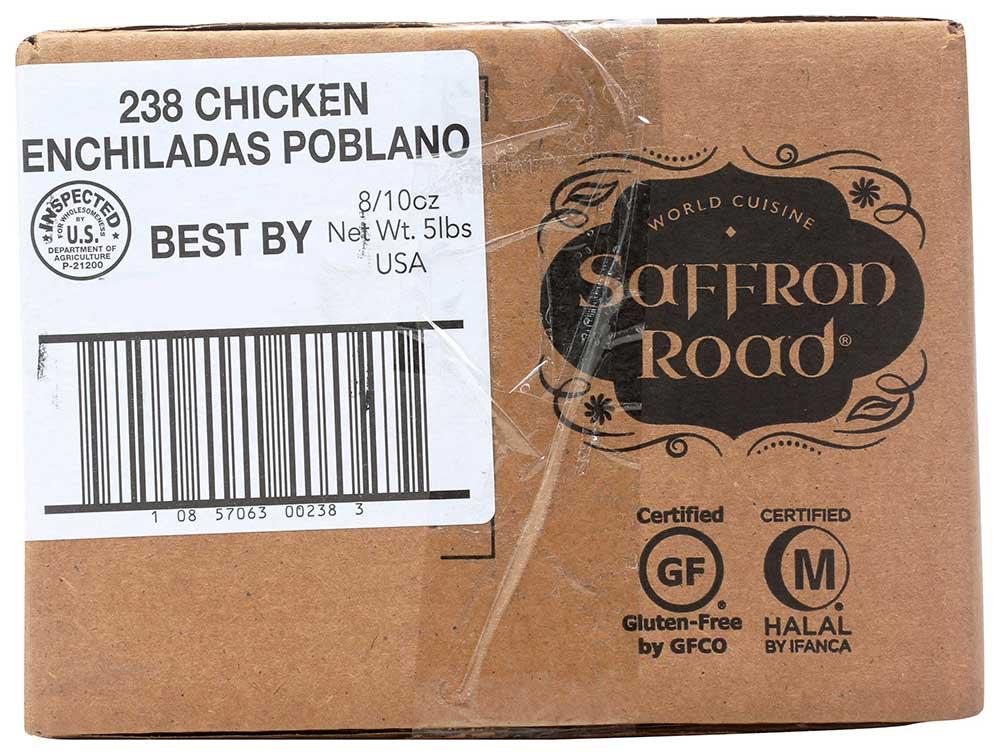 238 CHICKEN
ENCHILADAS POBLANO
INSPECTED
FOR WHOLESOMENESS
BY
U.S.
DEPARTMENT OF
AGRICULTURE
P-21200
BEST BY
8/10oz
Net Wt. 5lbs
USA
1 08 57063 00238 3
WORLD CUISINE
SAFFRON
ROAD®
Certified
GF®
Gluten-Free
by GFCO
CERTIFIED
M
HALAL
BY IFANCA